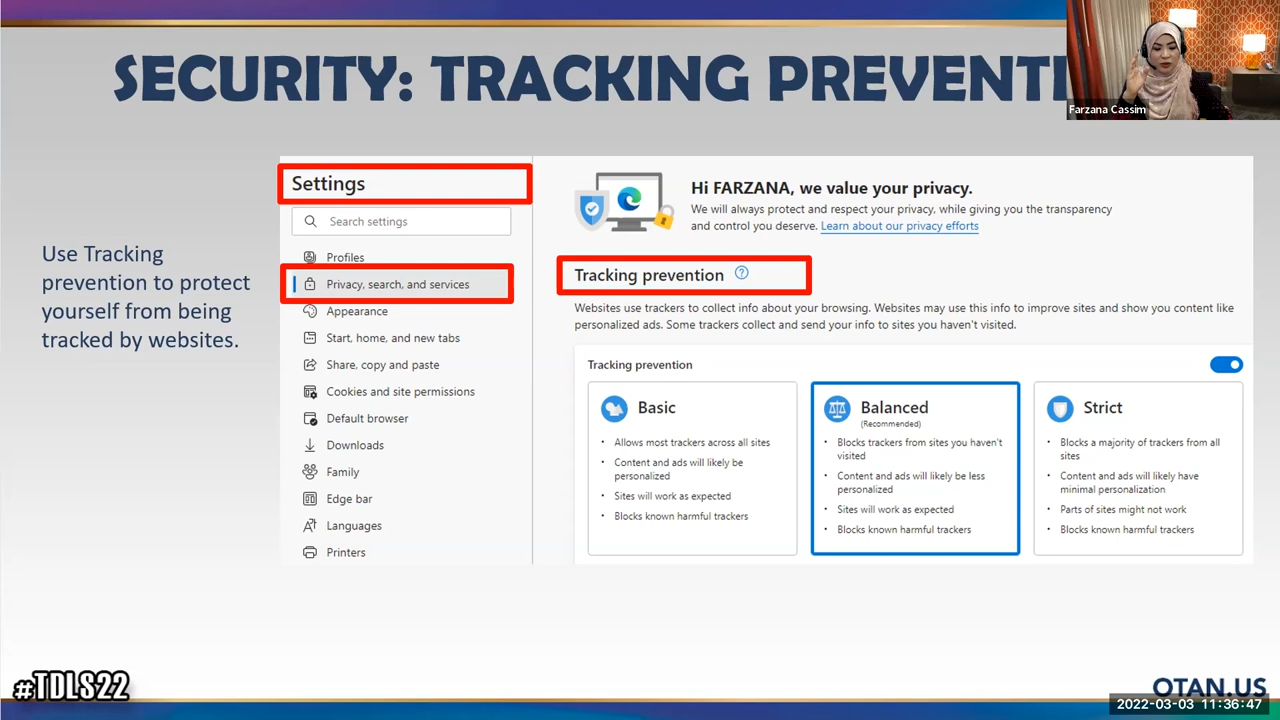 SECURITY: TRACKING PREVENTI
Farzana Cassim
Use Tracking
prevention to protect
yourself from being
tracked by websites.
Settings
Search settings
Profiles
Privacy, search, and services
Appearance
Start, home, and new tabs
Share, copy and paste
Cookies and site permissions
Default browser
Downloads
Family
Edge bar
Languages
Printers
Hi FARZANA, we value your privacy.
We will always protect and respect your privacy, while giving you the transparency
and control you deserve. Learn about our privacy efforts
Tracking prevention ?
Websites use trackers to collect info about your browsing. Websites may use this info to improve sites and show you content like
personalized ads. Some trackers collect and send your info to sites you haven't visited.
Tracking prevention
Basic
• Allows most trackers across all sites
• Content and ads will likely be
personalized
• Sites will work as expected
• Blocks known harmful trackers
Balanced
(Recommended)
• Blocks trackers from sites you haven't
visited
• Content and ads will likely be less
personalized
• Sites will work as expected
• Blocks known harmful trackers
Strict
• Blocks a majority of trackers from all
sites
• Content and ads will likely have
minimal personalization
• Parts of sites might not work
• Blocks known harmful trackers
#TDLS22
OTAN.US
2022-03-03 11:36:47